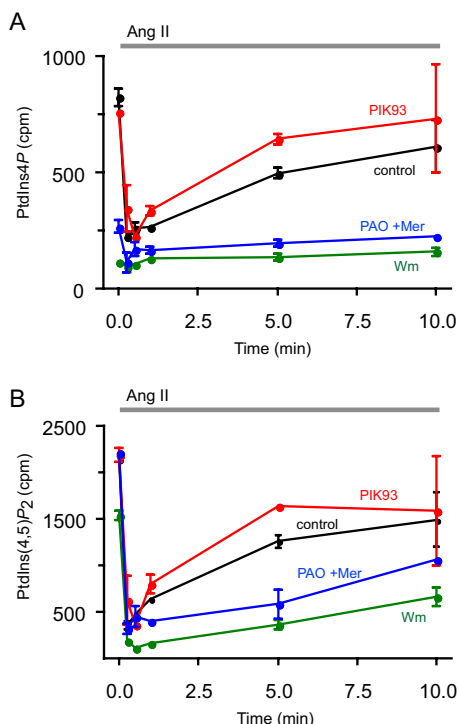 A
Ang II
1000
500
0
PtdIns4P (cpm)
PIK93
control
PAO +Mer
Wm
0.0 2.5 5.0 7.5 10.0
Time (min)
B
Ang II
2500
1500
500
PtdIns(4,5)P2 (cpm)
PIK93
control
PAO +Mer
Wm
0.0 2.5 5.0 7.5 10.0
Time (min)